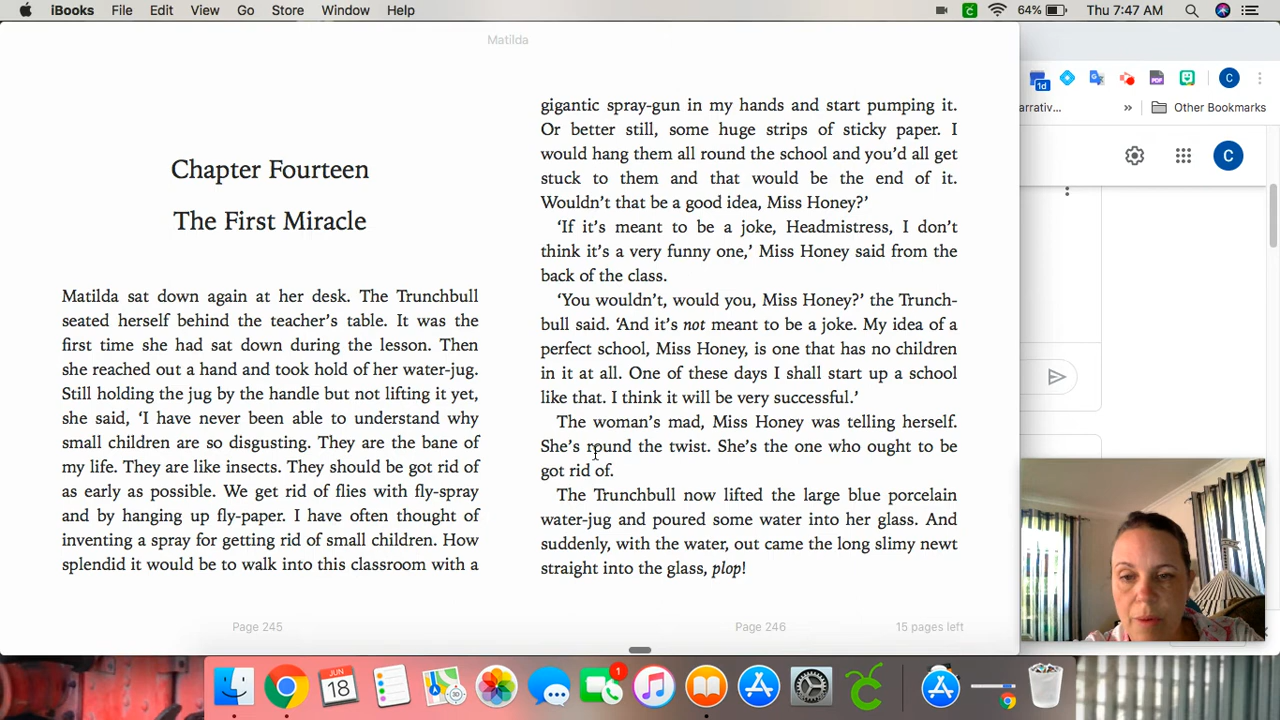 iBooks File Edit View Go Store Window Help
64% Thu 7:47 AM
Matilda
Chapter Fourteen
The First Miracle
Matilda sat down again at her desk. The Trunchbull
seated herself behind the teacher's table. It was the
first time she had sat down during the lesson. Then
she reached out a hand and took hold of her water-jug.
Still holding the jug by the handle but not lifting it yet,
she said, ‘I have never been able to understand why
small children are so disgusting. They are the bane of
my life. They are like insects. They should be got rid of
as early as possible. We get rid of flies with fly-spray
and by hanging up fly-paper. I have often thought of
inventing a spray for getting rid of small children. How
splendid it would be to walk into this classroom with a
Page 245
gigantic spray-gun in my hands and start pumping it.
Or better still, some huge strips of sticky paper. I
would hang them all round the school and you’d all get
stuck to them and that would be the end of it.
Wouldn’t that be a good idea, Miss Honey?’
‘If it’s meant to be a joke, Headmistress, I don’t
think it’s a very funny one,’ Miss Honey said from the
back of the class.
‘You wouldn’t, would you, Miss Honey?’ the Trunch-
bull said. ‘And it’s not meant to be a joke. My idea of a
perfect school, Miss Honey, is one that has no children
in it at all. One of these days I shall start up a school
like that. I think it will be very successful.’
The woman’s mad, Miss Honey was telling herself.
She’s round the twist. She’s the one who ought to be
got rid of.
The Trunchbull now lifted the large blue porcelain
water-jug and poured some water into her glass. And
suddenly, with the water, out came the long slimy newt
straight into the glass, plop!
Page 246
15 pages left
1d
PDF
C
arrativ...
»
Other Bookmarks
C
JUN
18
3D
1